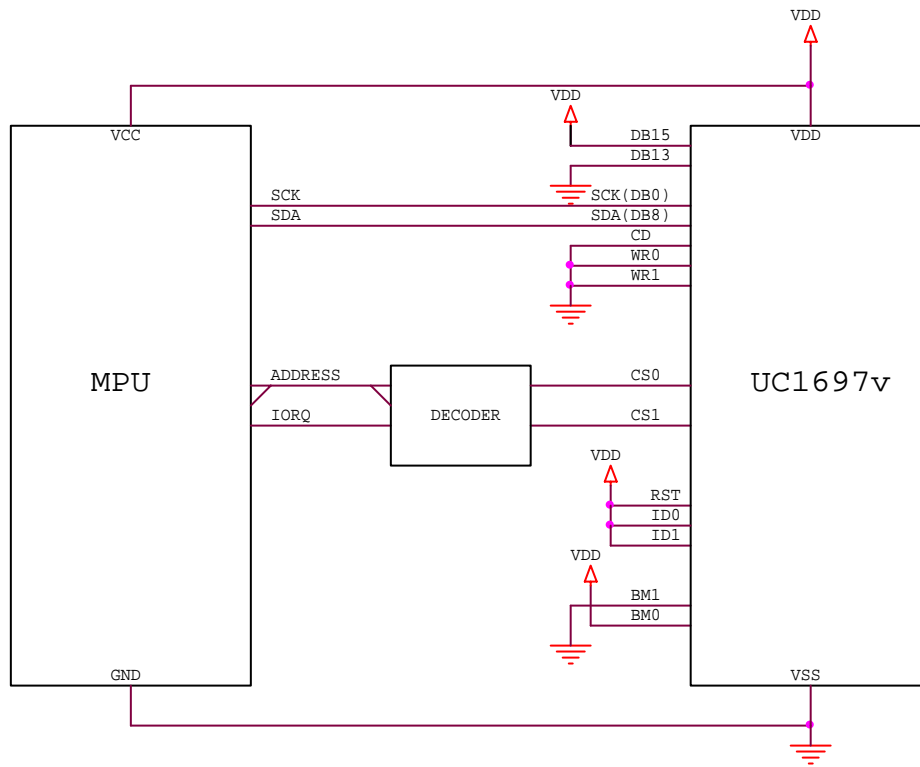 VDD
VDD
VCC
DB15
VDD
DB13
SCK
SCK(DB0)
SDA
SDA(DB8)
CD
WR0
WR1
MPU
ADDRESS
CS0
UC1697v
IORQ
DECODER
CS1
VDD
RST
ID0
ID1
VDD
BM1
BM0
GND
VSS